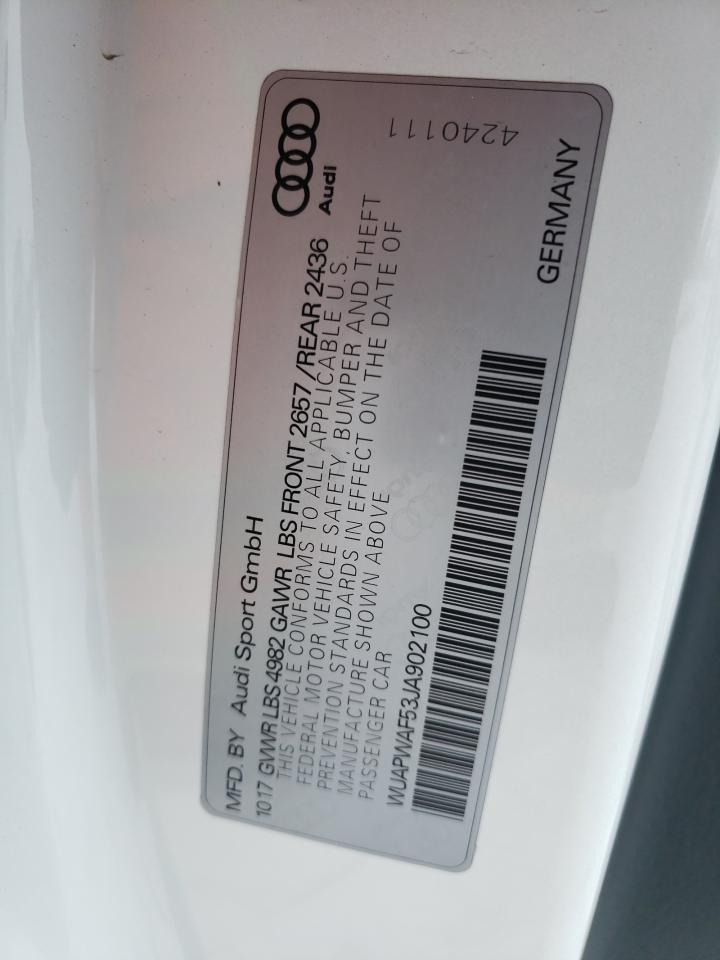 MFD. BY Audi Sport GmbH
1017 GVWR LBS 4982 GAWR LBS FRONT 2657/REAR 2436
THIS VEHICLE CONFORMS TO ALL APPLICABLE U.S.
FEDERAL MOTOR VEHICLE SAFETY, BUMPER AND THEFT
PREVENTION STANDARDS IN EFFECT ON THE DATE OF
MANUFACTURE SHOWN ABOVE
PASSENGER CAR
WUAPWAF53JA902100
Audi
4240111
GERMANY